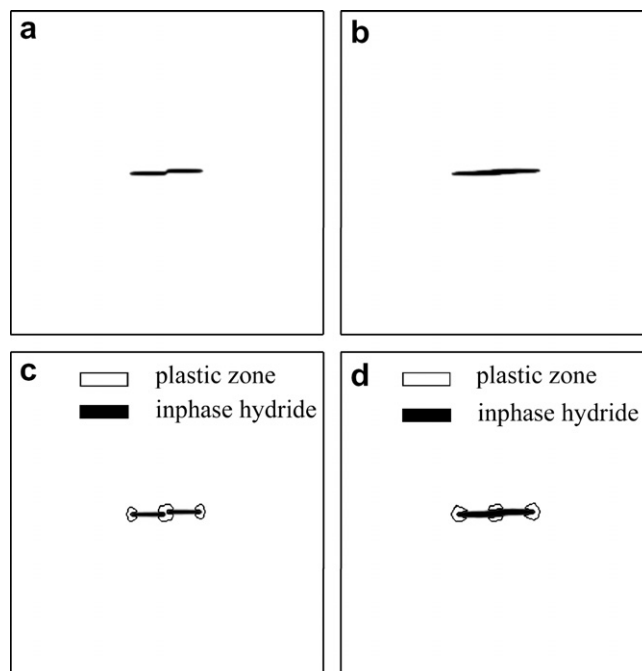 a
b
c
plastic zone
inphase hydride
d
plastic zone
inphase hydride